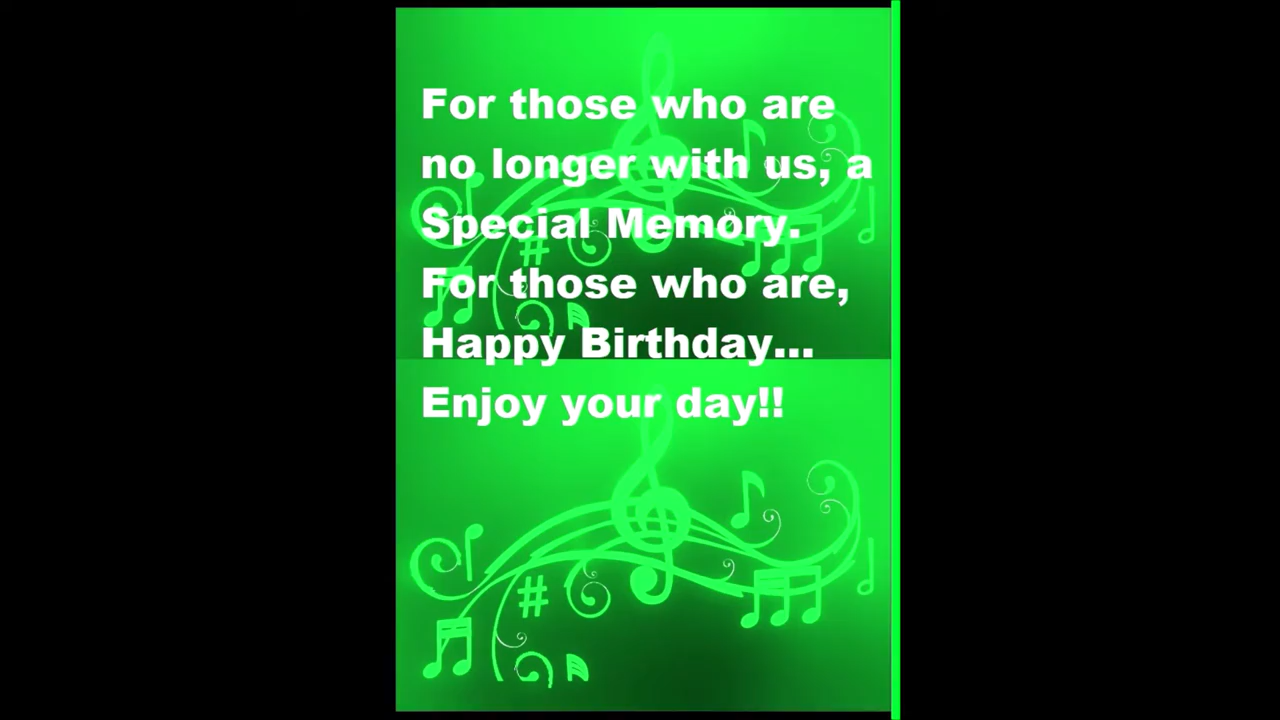 For those who are
no longer with us, a
Special Memory.
For those who are,
Happy Birthday...
Enjoy your day!!